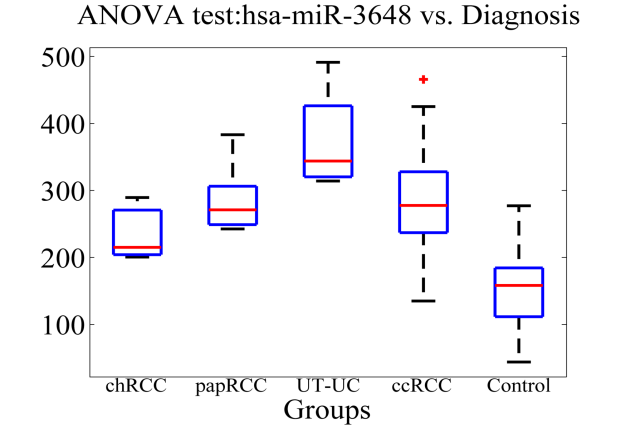 ANOVA test:hsa-miR-3648 vs. Diagnosis
500
400
300
200
100
chRCC papRCC UT-UC ccRCC Control
Groups